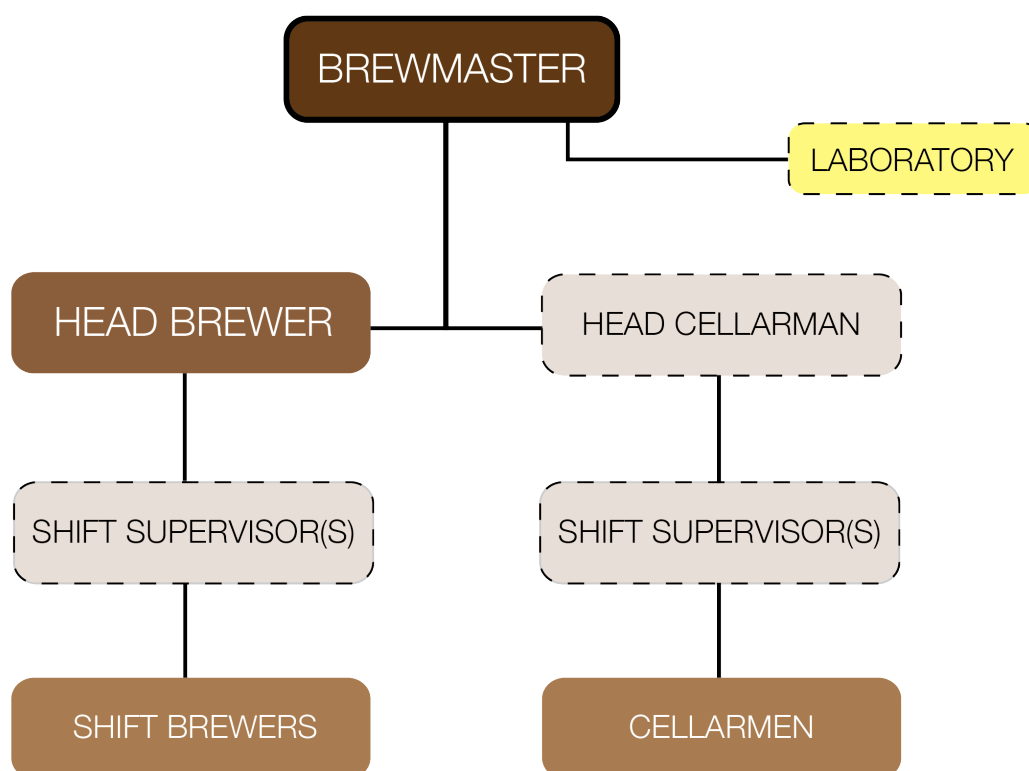 BREWMASTER
LABORATORY
HEAD BREWER
HEAD CELLARMAN
SHIFT SUPERVISOR(S)
SHIFT SUPERVISOR(S)
SHIFT BREWERS
CELLARMEN